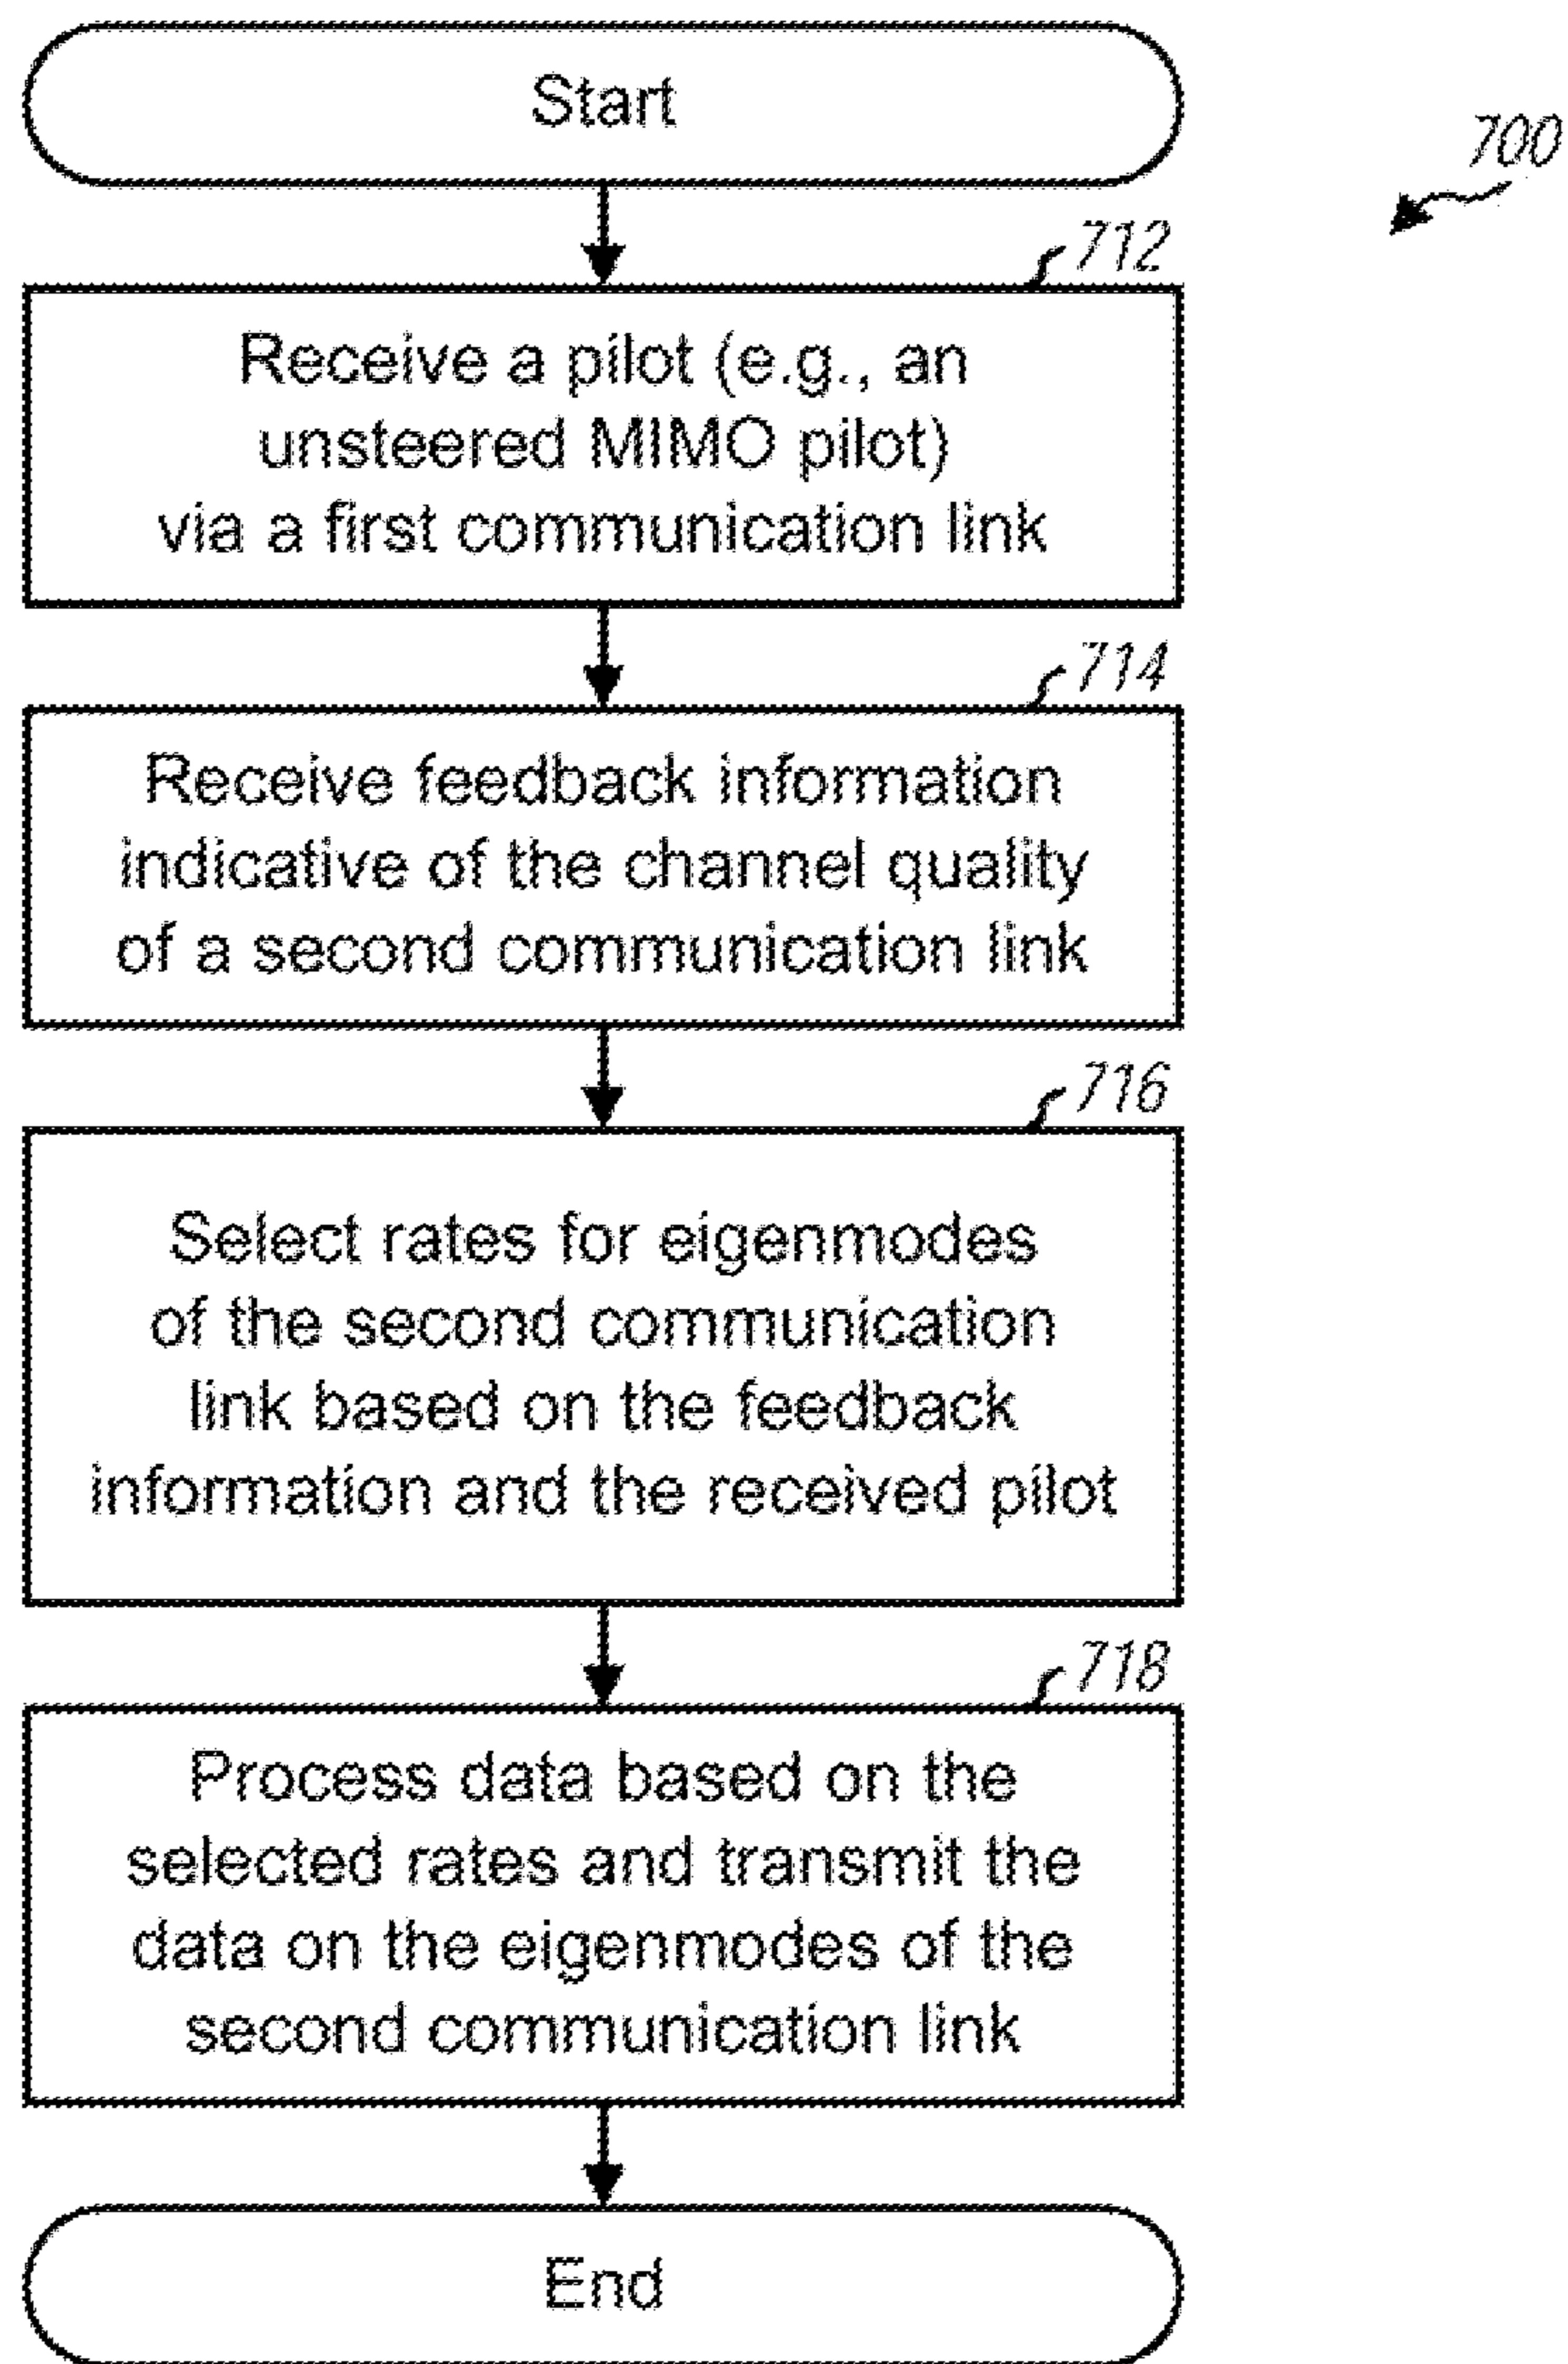 Start
700
712
Receive a pilot (e.g., an
unsteered MIMO pilot)
via a first communication link
714
Receive feedback information
indicative of the channel quality
of a second communication link
716
Select rates for eigenmodes
of the second communication
link based on the feedback
information and the received pilot
718
Process data based on the
selected rates and transmit the
data on the eigenmodes of the
second communication link
End